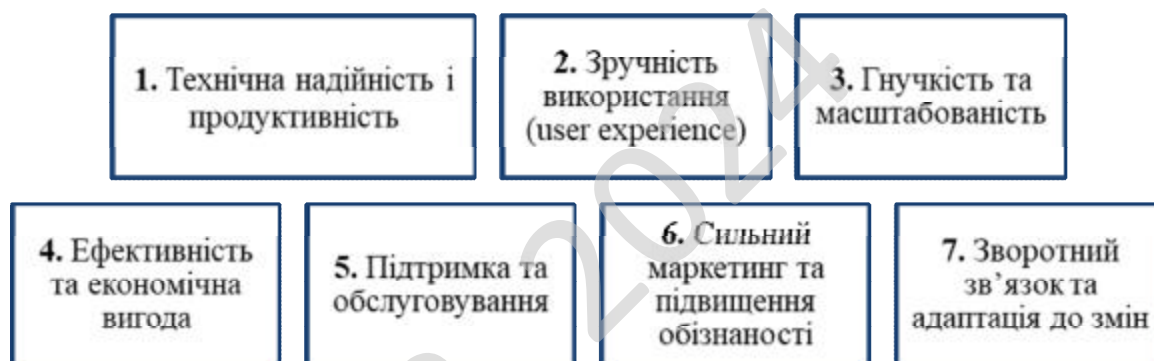 1. Технічна надійність і
продуктивність
2. Зручність
використання
(user experience)
3. Гнучкість та
масштабованість
4. Ефективність
та економічна
вигода
5. Підтримка та
обслуговування
6. Сильний
маркетинг та
підвищення
обізнаності
7. Зворотний
зв’язок та
адаптація до змін
2024